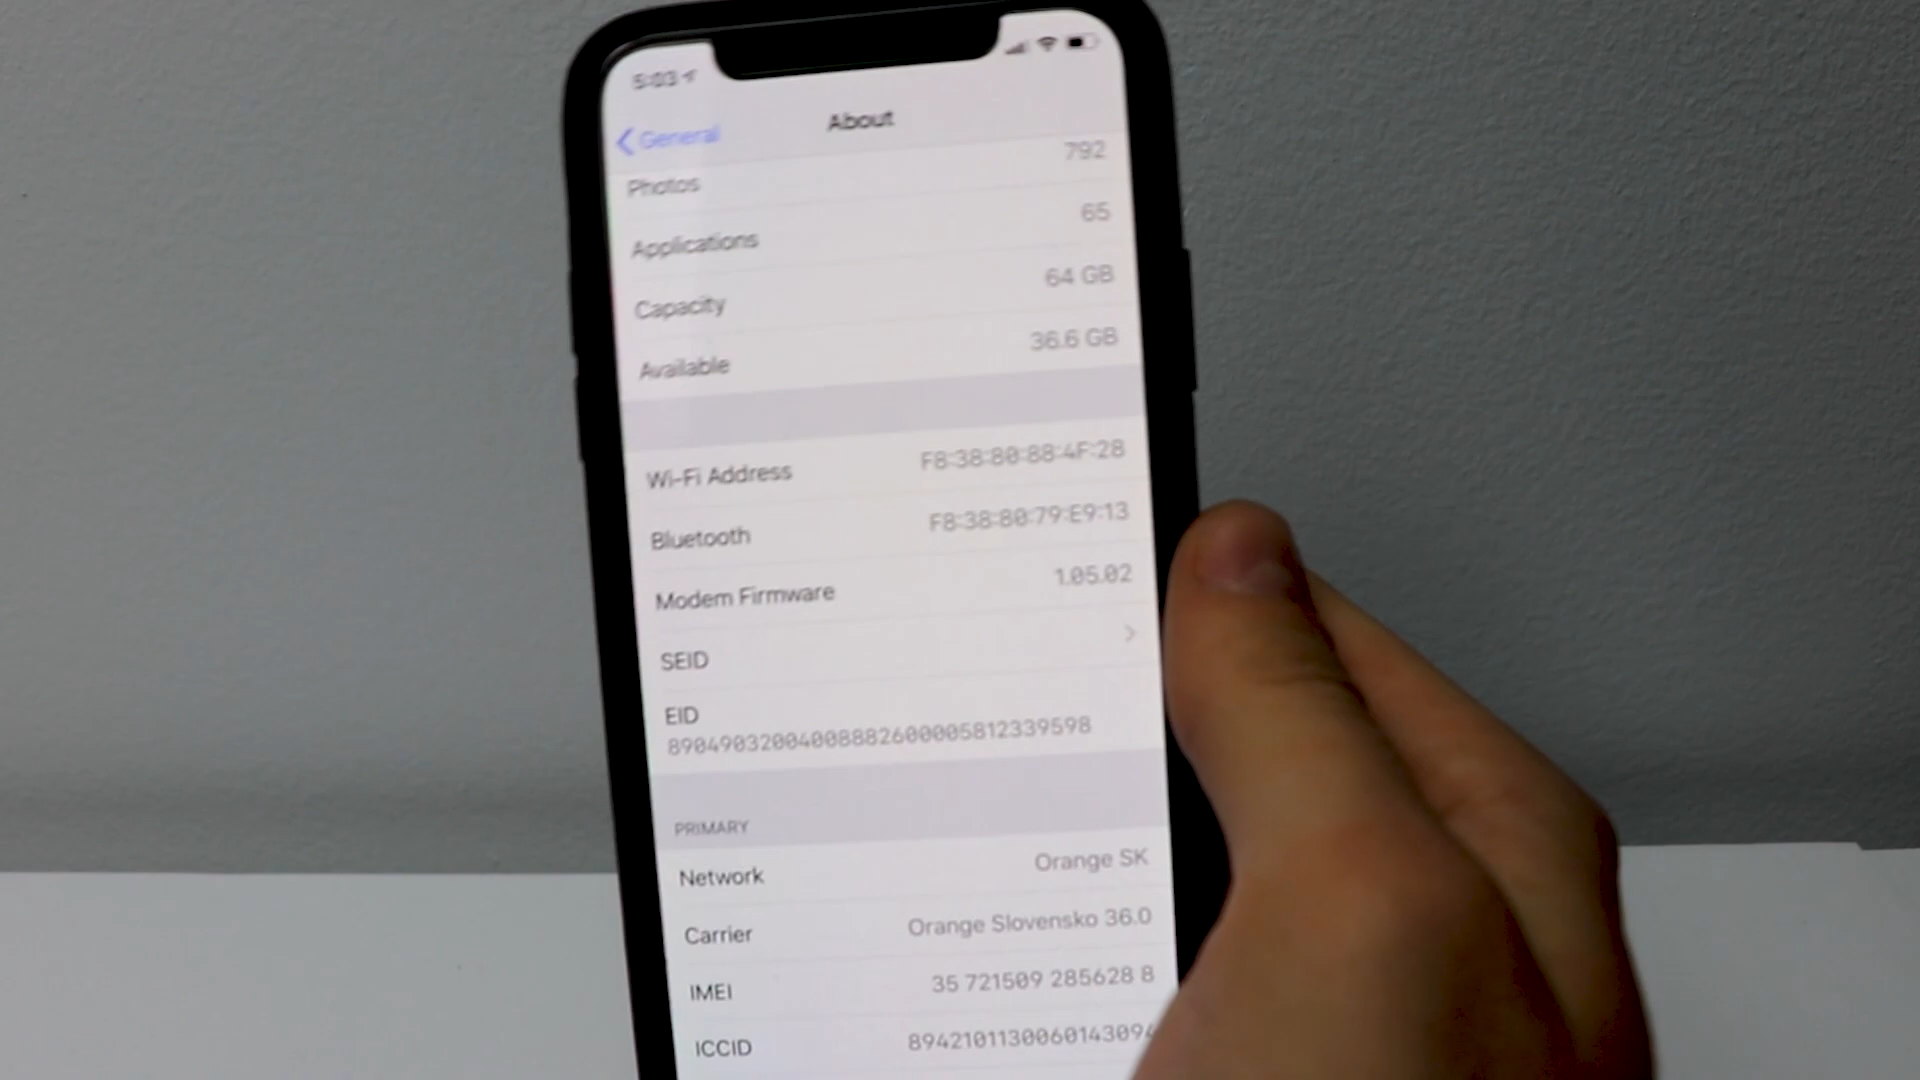 5:03
General
About
Photos 792
Applications 65
Capacity 64 GB
Available 36.6 GB
Wi-Fi Address F8:38:80:88:4F:28
Bluetooth F8:38:80:79:E9:13
Modem Firmware 1.05.02
SEID
EID
89049032004008882600005812339598
PRIMARY
Network Orange SK
Carrier Orange Slovensko 36.0
IMEI 35 721509 285628 8
ICCID 8942101130060143094